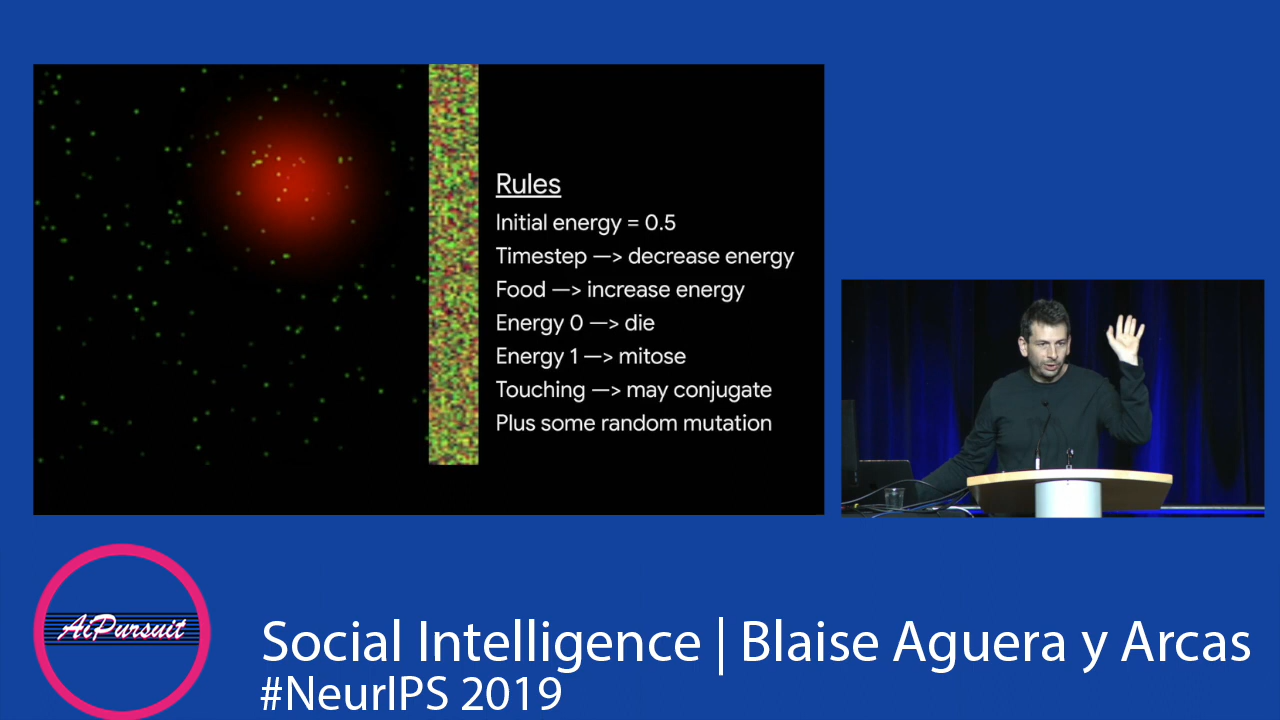 Rules
Initial energy = 0.5
Timestep —> decrease energy
Food —> increase energy
Energy 0 —> die
Energy 1 —> mitose
Touching —> may conjugate
Plus some random mutation
AiPursuit
Social Intelligence | Blaise Aguera y Arcas
#NeurIPS 2019